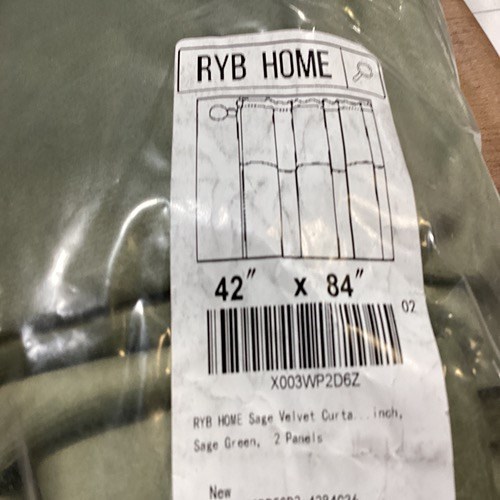 RYB HOME
42" x 84"
02
X003WP2D6Z
RYB HOME Sage Velvet Curta...inch,
Sage Green, 2 Panels
New